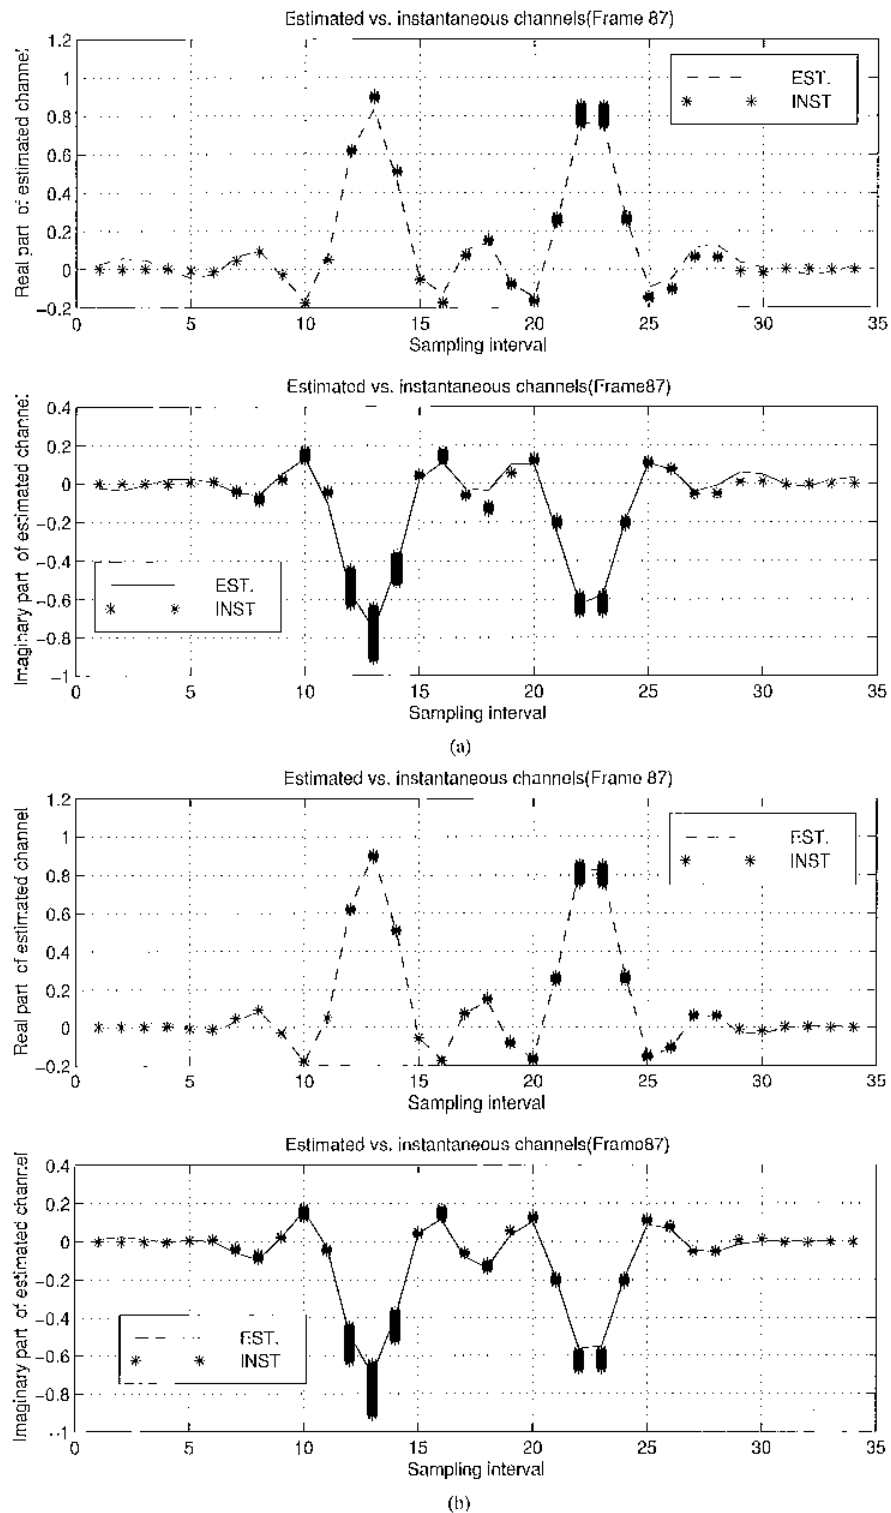 Estimated vs. instantaneous channels(Frame 87)
Real part of estimated channel
1.2
1
0.8
0.6
0.4
0.2
0
-0.2
EST.
INST
0 5 10 15 20 25 30 35
Sampling interval
Estimated vs. instantaneous channels(Frame87)
Imaginary part of estimated channel
0.4
0.2
0
-0.2
-0.4
-0.6
-0.8
-1
EST.
INST
0 5 10 15 20 25 30 35
Sampling interval
(a)
Estimated vs. instantaneous channels(Frame 87)
Real part of estimated channel
1.2
1
0.8
0.6
0.4
0.2
0
-0.2
EST.
INST
0 5 10 15 20 25 30 35
Sampling interval
Estimated vs. instantaneous channels(Frame87)
Imaginary part of estimated channel
0.4
0.2
0
-0.2
-0.4
-0.6
-0.8
-1
EST.
INST
0 5 10 15 20 25 30 35
Sampling interval
(b)